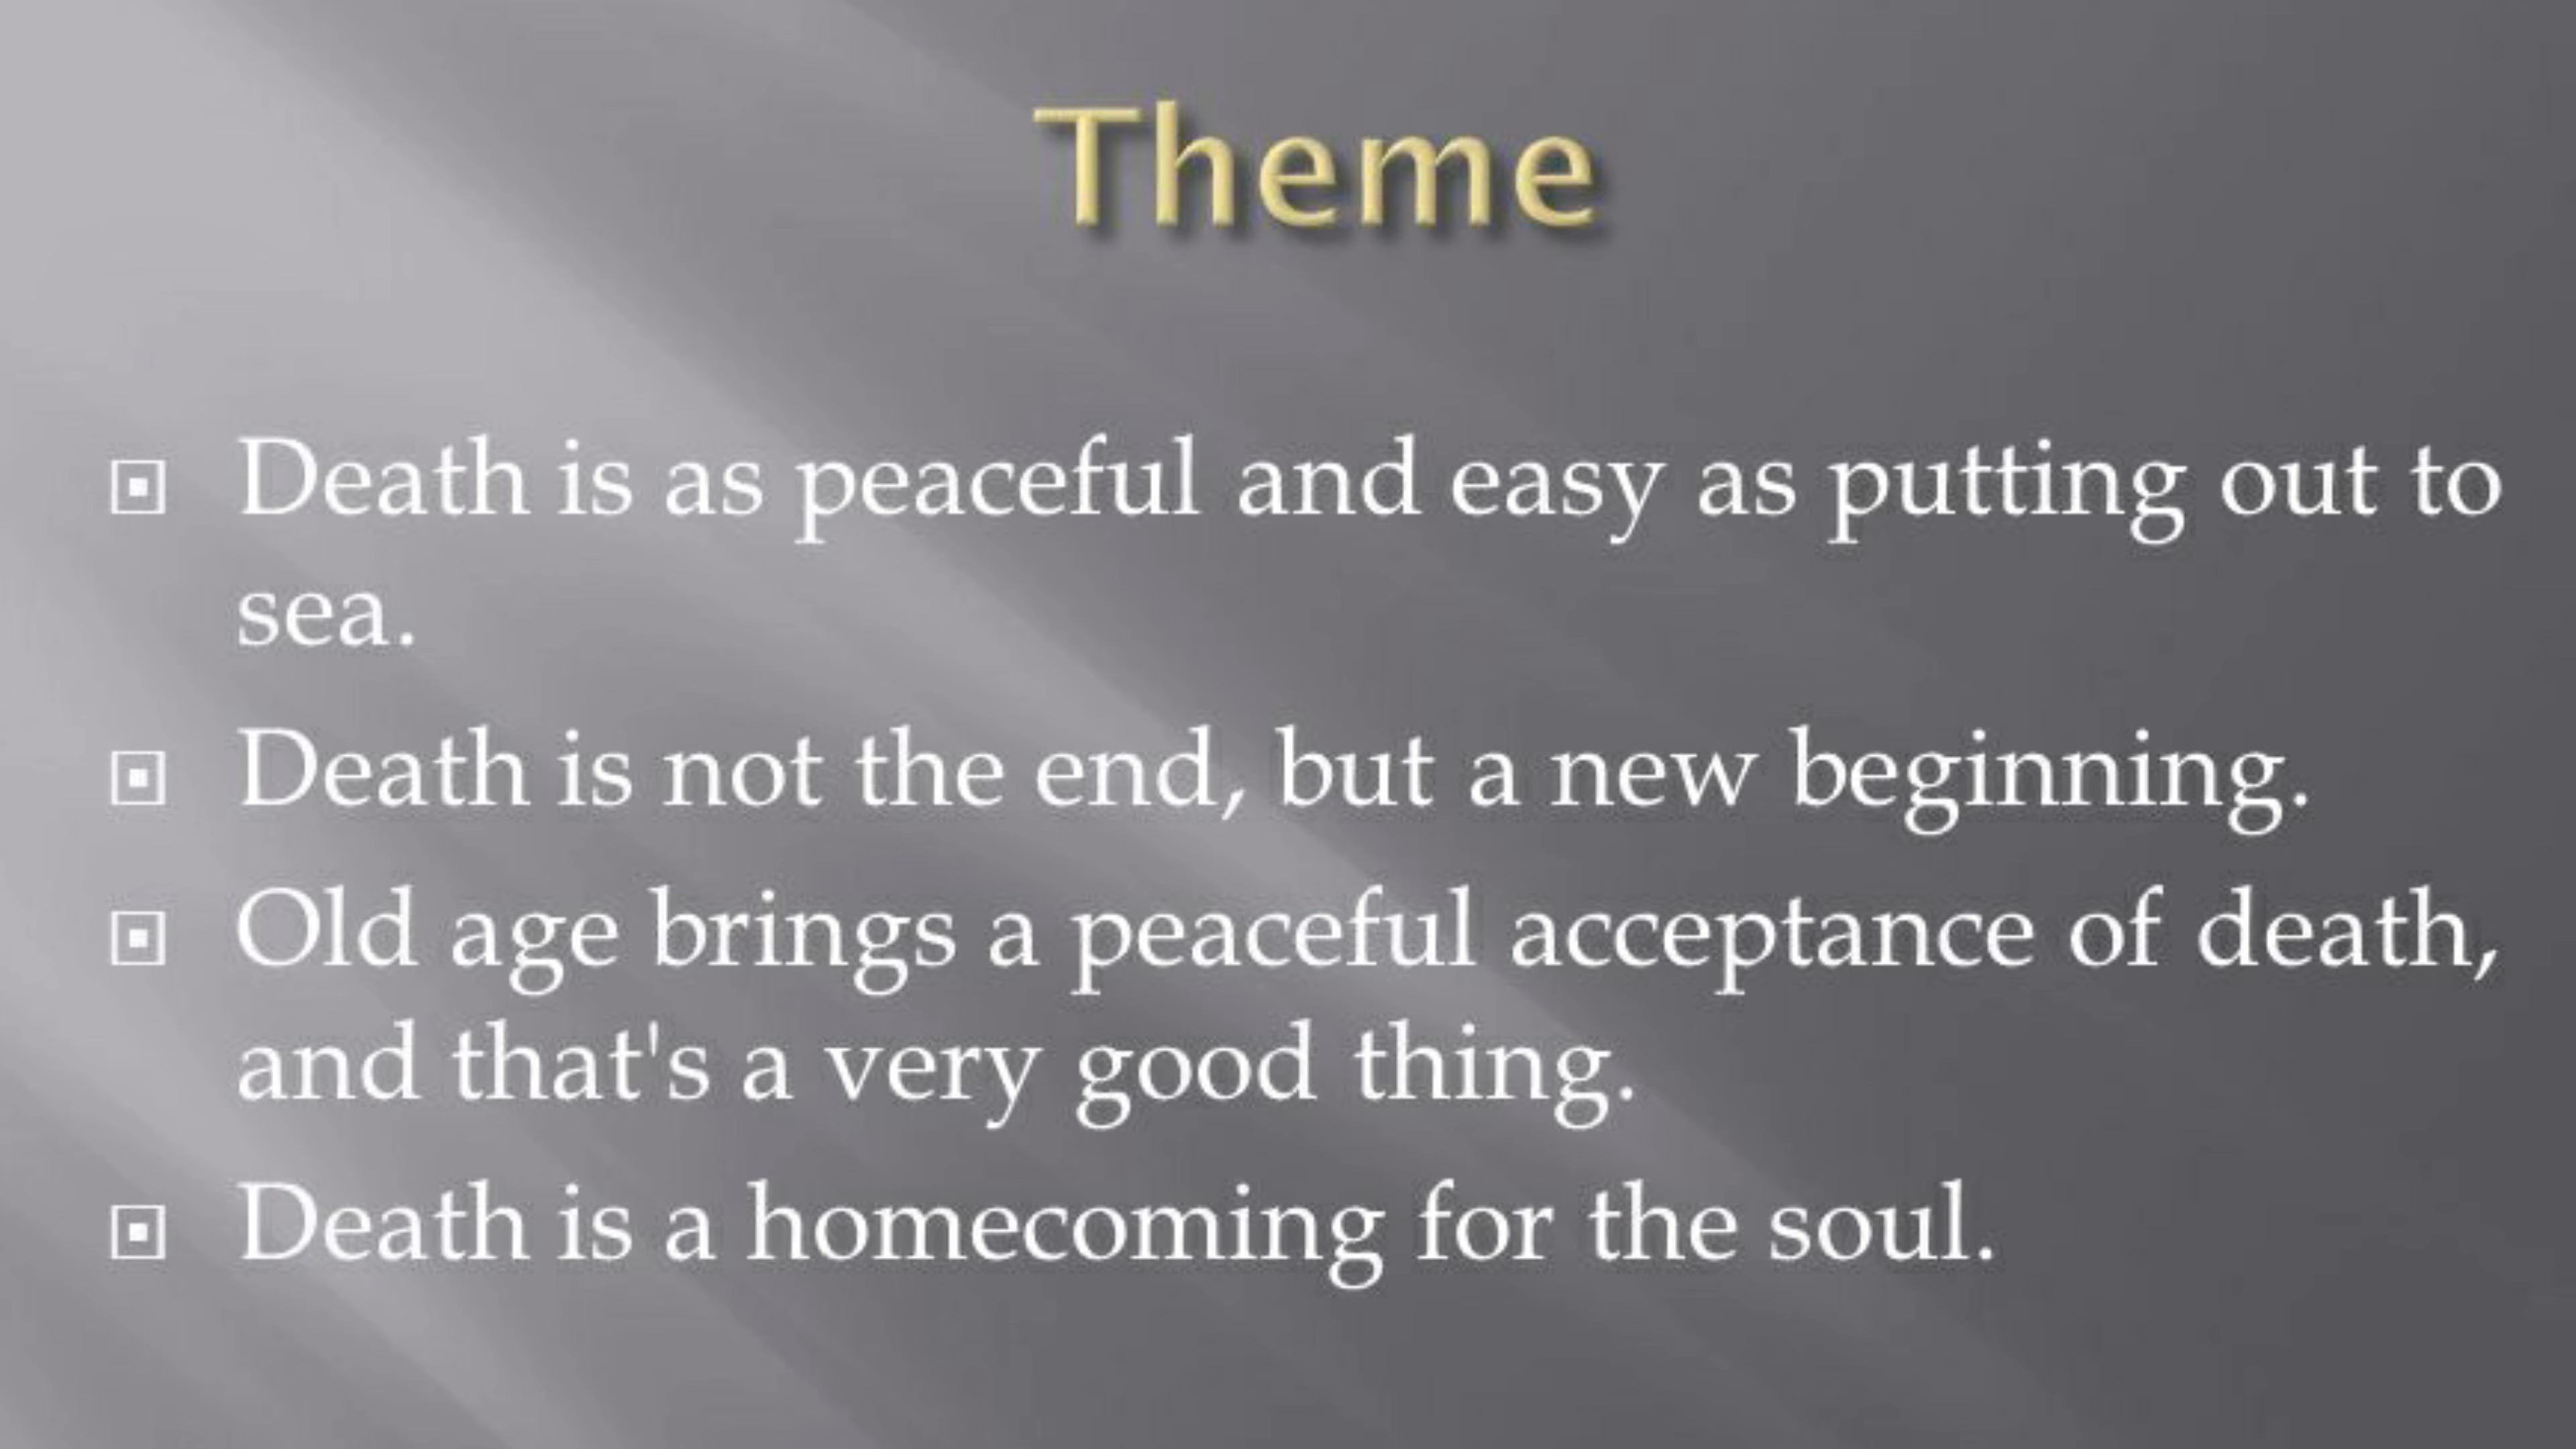 Theme
Death is as peaceful and easy as putting out to
sea.
Death is not the end, but a new beginning.
Old age brings a peaceful acceptance of death,
and that's a very good thing.
Death is a homecoming for the soul.